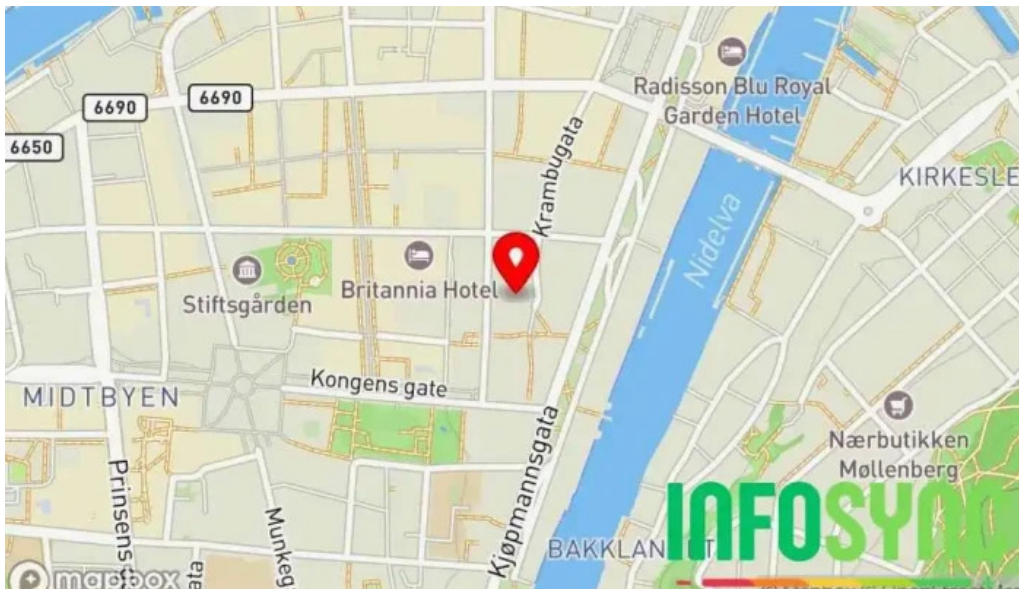 Radisson Blu Royal
Garden Hotel
6690
6690
6650
Krambugata
KIRKESLE
Nidelva
Stiftsgården
Britannia Hotel
Kongens gate
MIDTBYEN
Nærbutikken
Møllenberg
Prinsens
Munkeg
Kjøpmannsgata
INFOSYN
BAKKLAN
mapbox